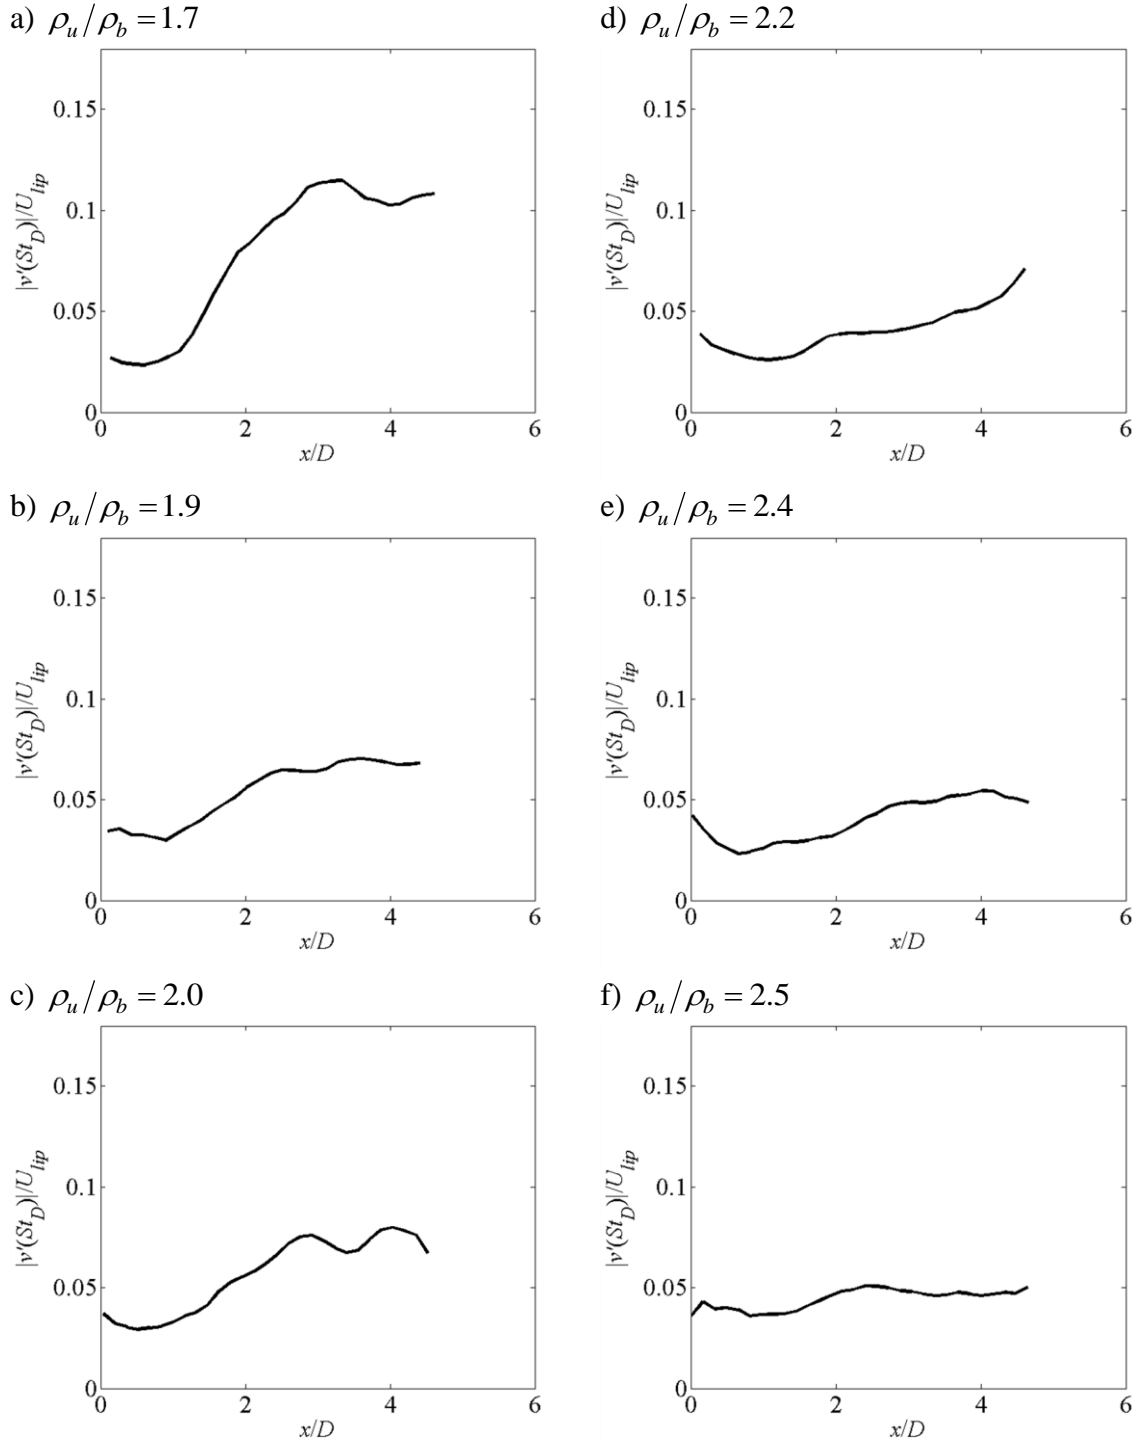 a) ρu/ρb = 1.7
0.15
0.1
0.05
0
0 2 4 6
x/D
|v'(StD)|/Ulip
b) ρu/ρb = 1.9
0.15
0.1
0.05
0
0 2 4 6
x/D
|v'(StD)|/Ulip
c) ρu/ρb = 2.0
0.15
0.1
0.05
0
0 2 4 6
x/D
|v'(StD)|/Ulip
d) ρu/ρb = 2.2
0.15
0.1
0.05
0
0 2 4 6
x/D
|v'(StD)|/Ulip
e) ρu/ρb = 2.4
0.15
0.1
0.05
0
0 2 4 6
x/D
|v'(StD)|/Ulip
f) ρu/ρb = 2.5
0.15
0.1
0.05
0
0 2 4 6
x/D
|v'(StD)|/Ulip